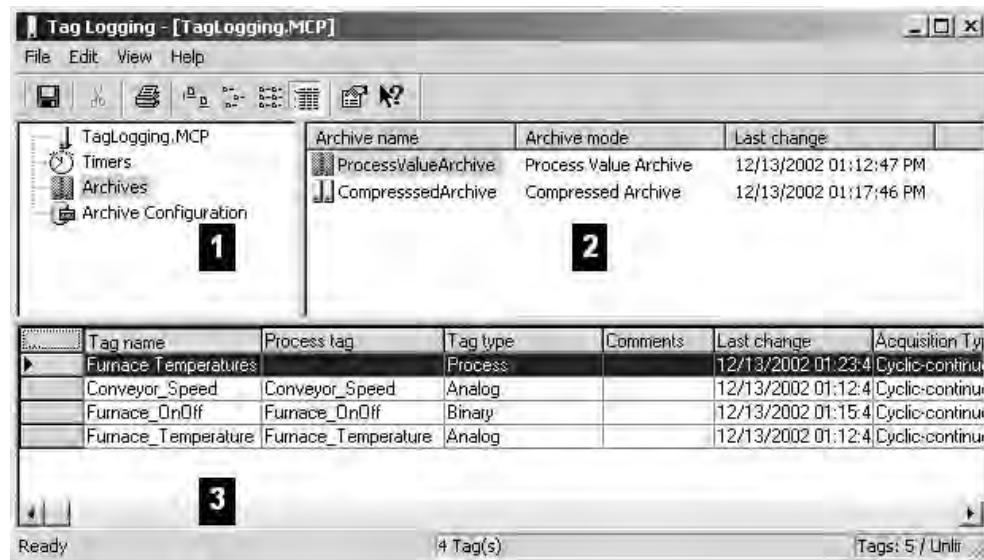 Tag Logging - [TagLogging.MCP]
File Edit View Help
TagLogging.MCP
Timers
Archives
Archive Configuration
1
Archive name Archive mode Last change
ProcessValueArchive Process Value Archive 12/13/2002 01:12:47 PM
CompresssedArchive Compressed Archive 12/13/2002 01:17:46 PM
2
Tag name Process tag Tag type Comments Last change Acquisition Ty
Furnace Temperatures Process 12/13/2002 01:23:4 Cyclic-continu
Conveyor_Speed Conveyor_Speed Analog 12/13/2002 01:12:4 Cyclic-continu
Furnace_OnOff Furnace_OnOff Binary 12/13/2002 01:15:4 Cyclic-continu
Furnace_Temperature Furnace_Temperature Analog 12/13/2002 01:12:4 Cyclic-continu
3
Ready 4 Tag(s) Tags: 5 / Unlir